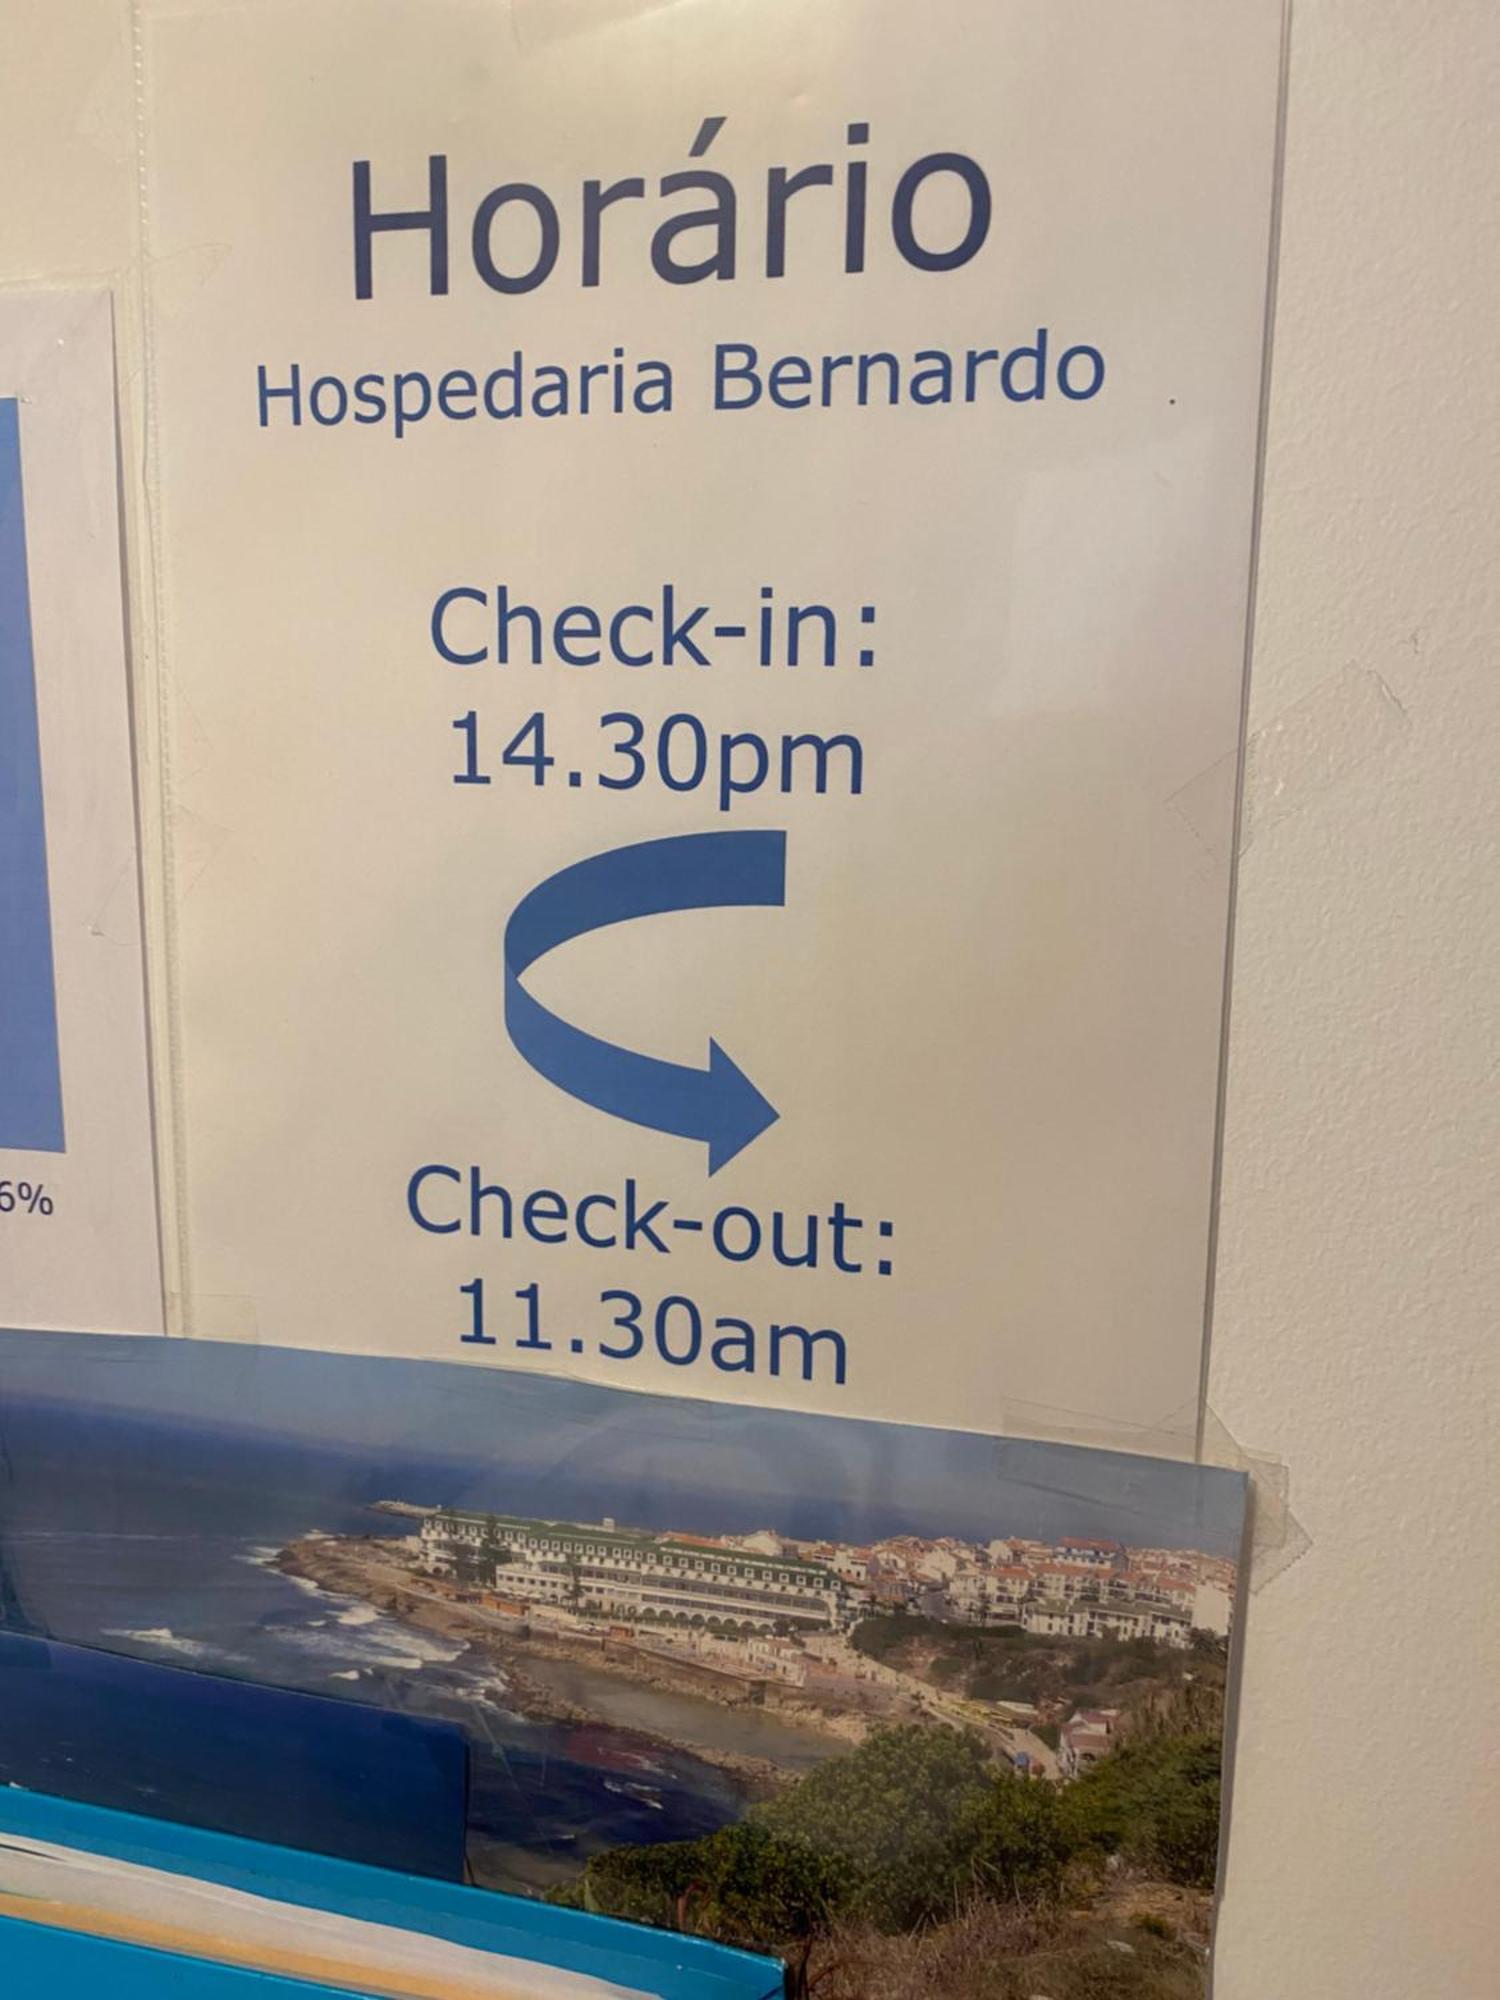 Horário
Hospedaria Bernardo
Check-in:
14.30pm
Check-out:
11.30am
6%